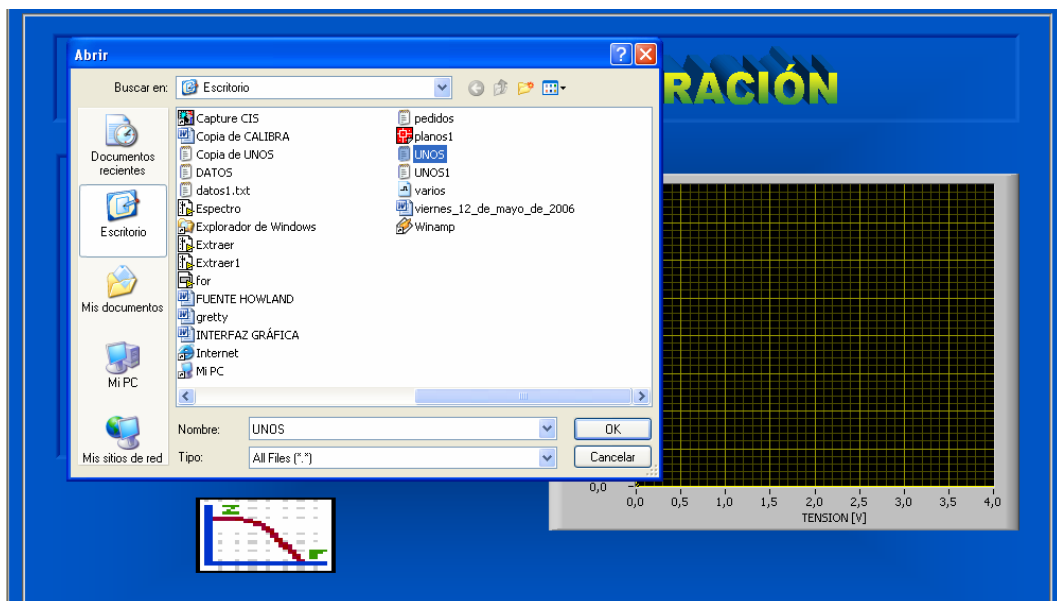 Abrir
RACIÓN
Buscar en: Escritorio
Documentos recientes
Escritorio
Mis documentos
Mi PC
Mis sitios de red
Capture CIS
Copia de CALIBRA
Copia de UNOS
DATOS
datos1.txt
Espectro
Explorador de Windows
Extraer
Extraer1
for
FUENTE HOWLAND
gretty
INTERFAZ GRÁFICA
Internet
Mi PC
pedidos
planos1
UNOS
UNOS1
varios
viernes_12_de_mayo_de_2006
Winamp
Nombre: UNOS OK
Tipo: All Files (*.*) Cancelar
0,0
0,0 0,5 1,0 1,5 2,0 2,5 3,0 3,5 4,0
TENSION [V]
Z
F